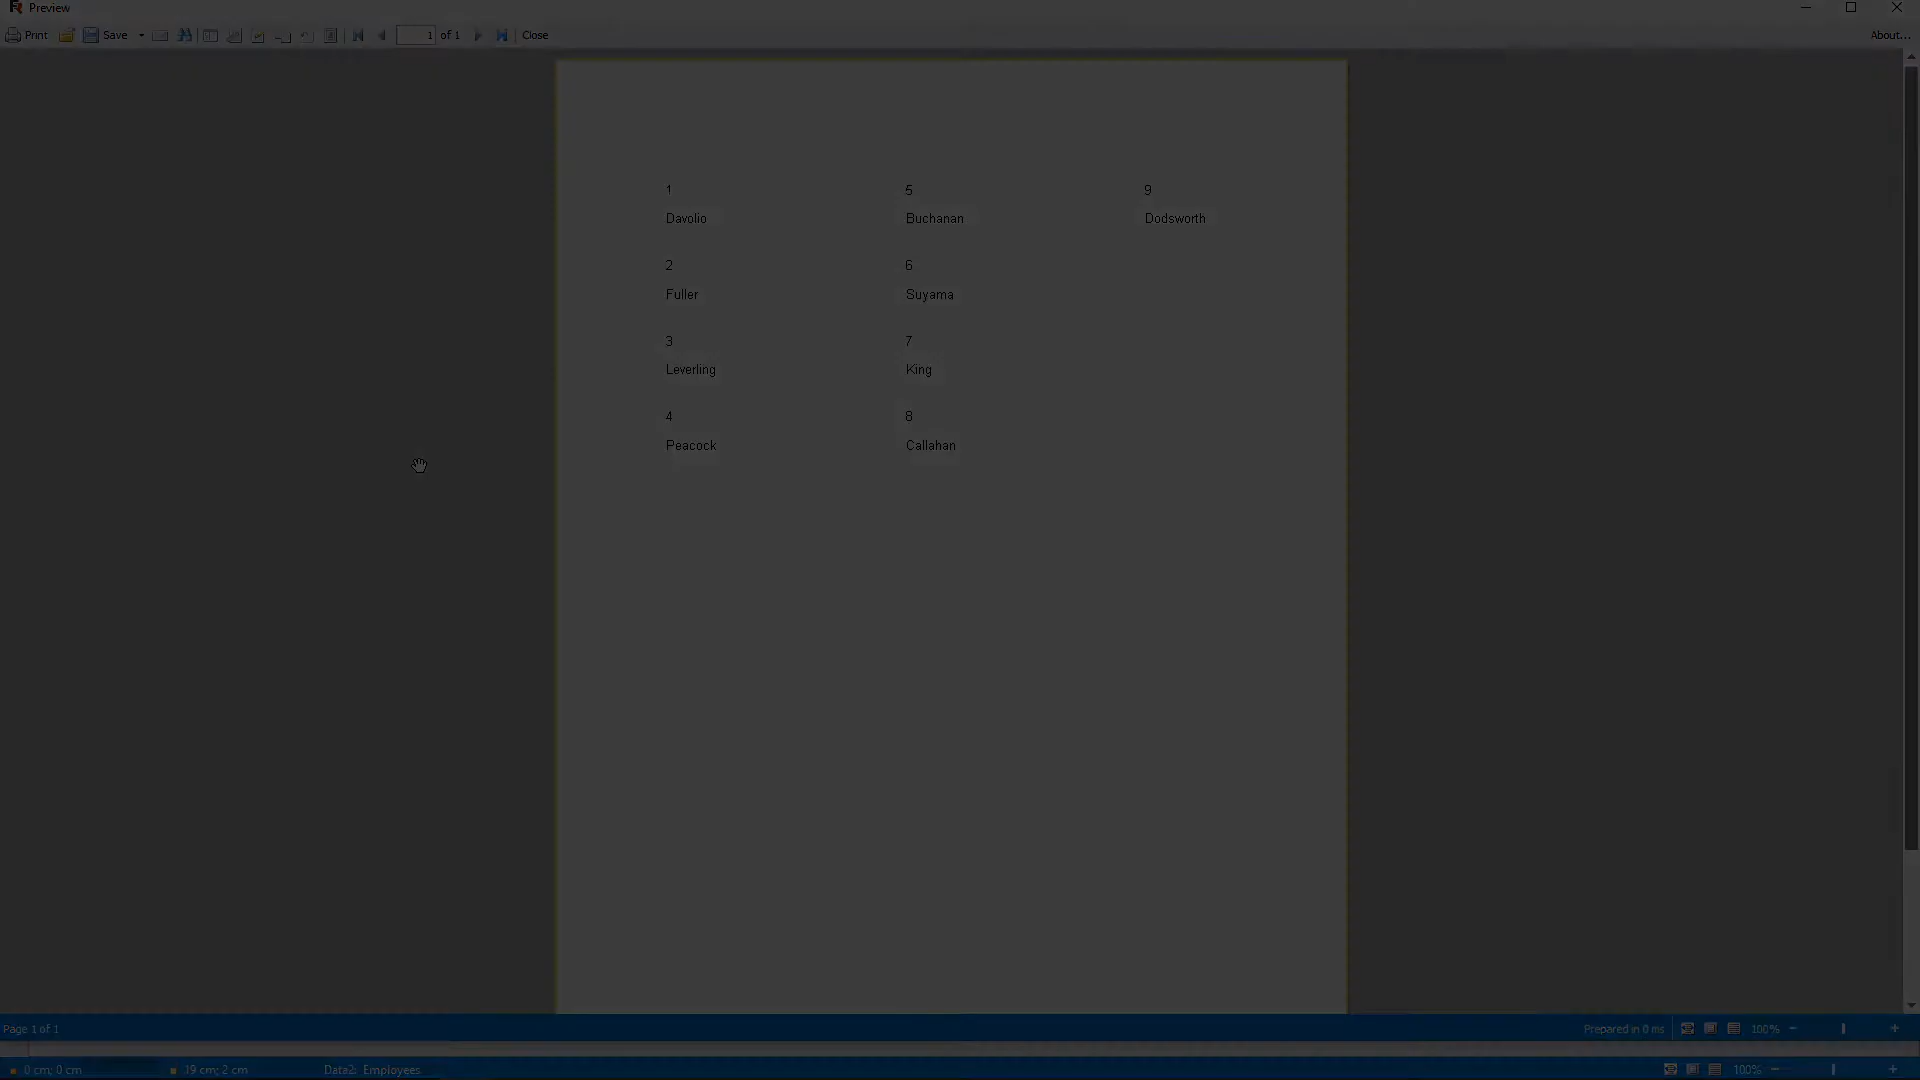 Preview
Print Save 1 of 1 Close About...
1 5 9
Davolio Buchanan Dodsworth
2 6
Fuller Suyama
3 7
Leverling King
4 8
Peacock Callahan
Page 1 of 1 Prepared in 0 ms 100%
0 cm; 0 cm 19 cm; 2 cm Data2: Employees 100%